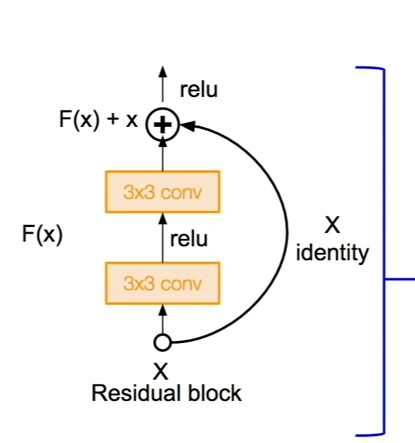 relu
F(x) + x
3x3 conv
F(x)
relu
X
identity
3x3 conv
X
Residual block